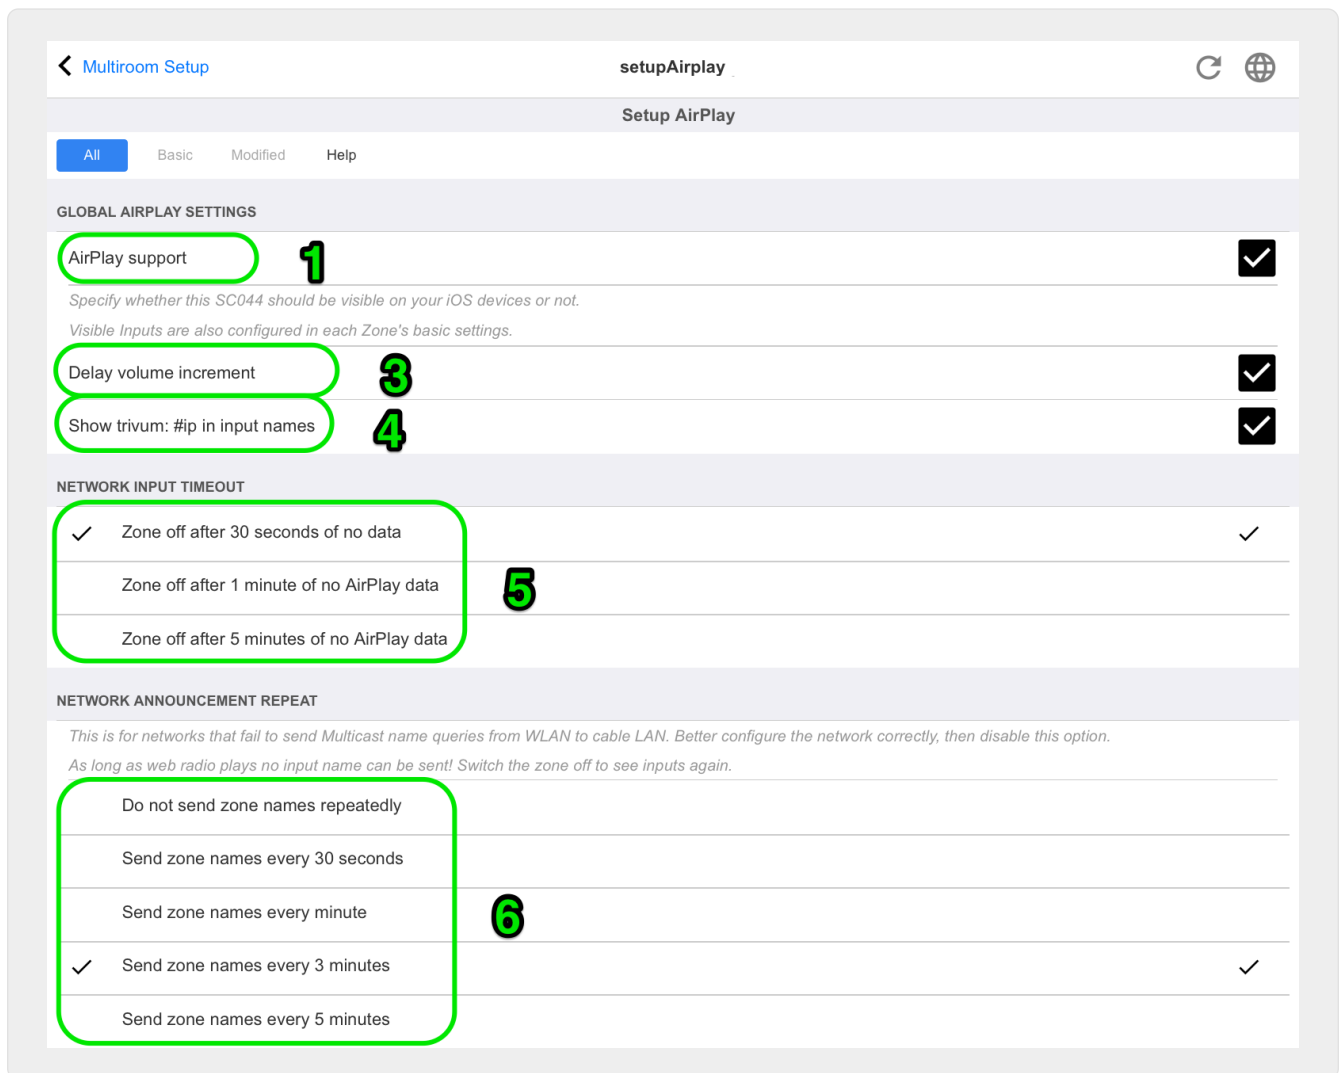 Multiroom Setup
setupAirplay
Setup AirPlay
All Basic Modified Help
GLOBAL AIRPLAY SETTINGS
AirPlay support 1
Specify whether this SC044 should be visible on your iOS devices or not.
Visible Inputs are also configured in each Zone's basic settings.
Delay volume increment 3
Show trivum: #ip in input names 4
NETWORK INPUT TIMEOUT
Zone off after 30 seconds of no data
Zone off after 1 minute of no AirPlay data 5
Zone off after 5 minutes of no AirPlay data
NETWORK ANNOUNCEMENT REPEAT
This is for networks that fail to send Multicast name queries from WLAN to cable LAN. Better configure the network correctly, then disable this option.
As long as web radio plays no input name can be sent! Switch the zone off to see inputs again.
Do not send zone names repeatedly
Send zone names every 30 seconds
Send zone names every minute 6
Send zone names every 3 minutes
Send zone names every 5 minutes